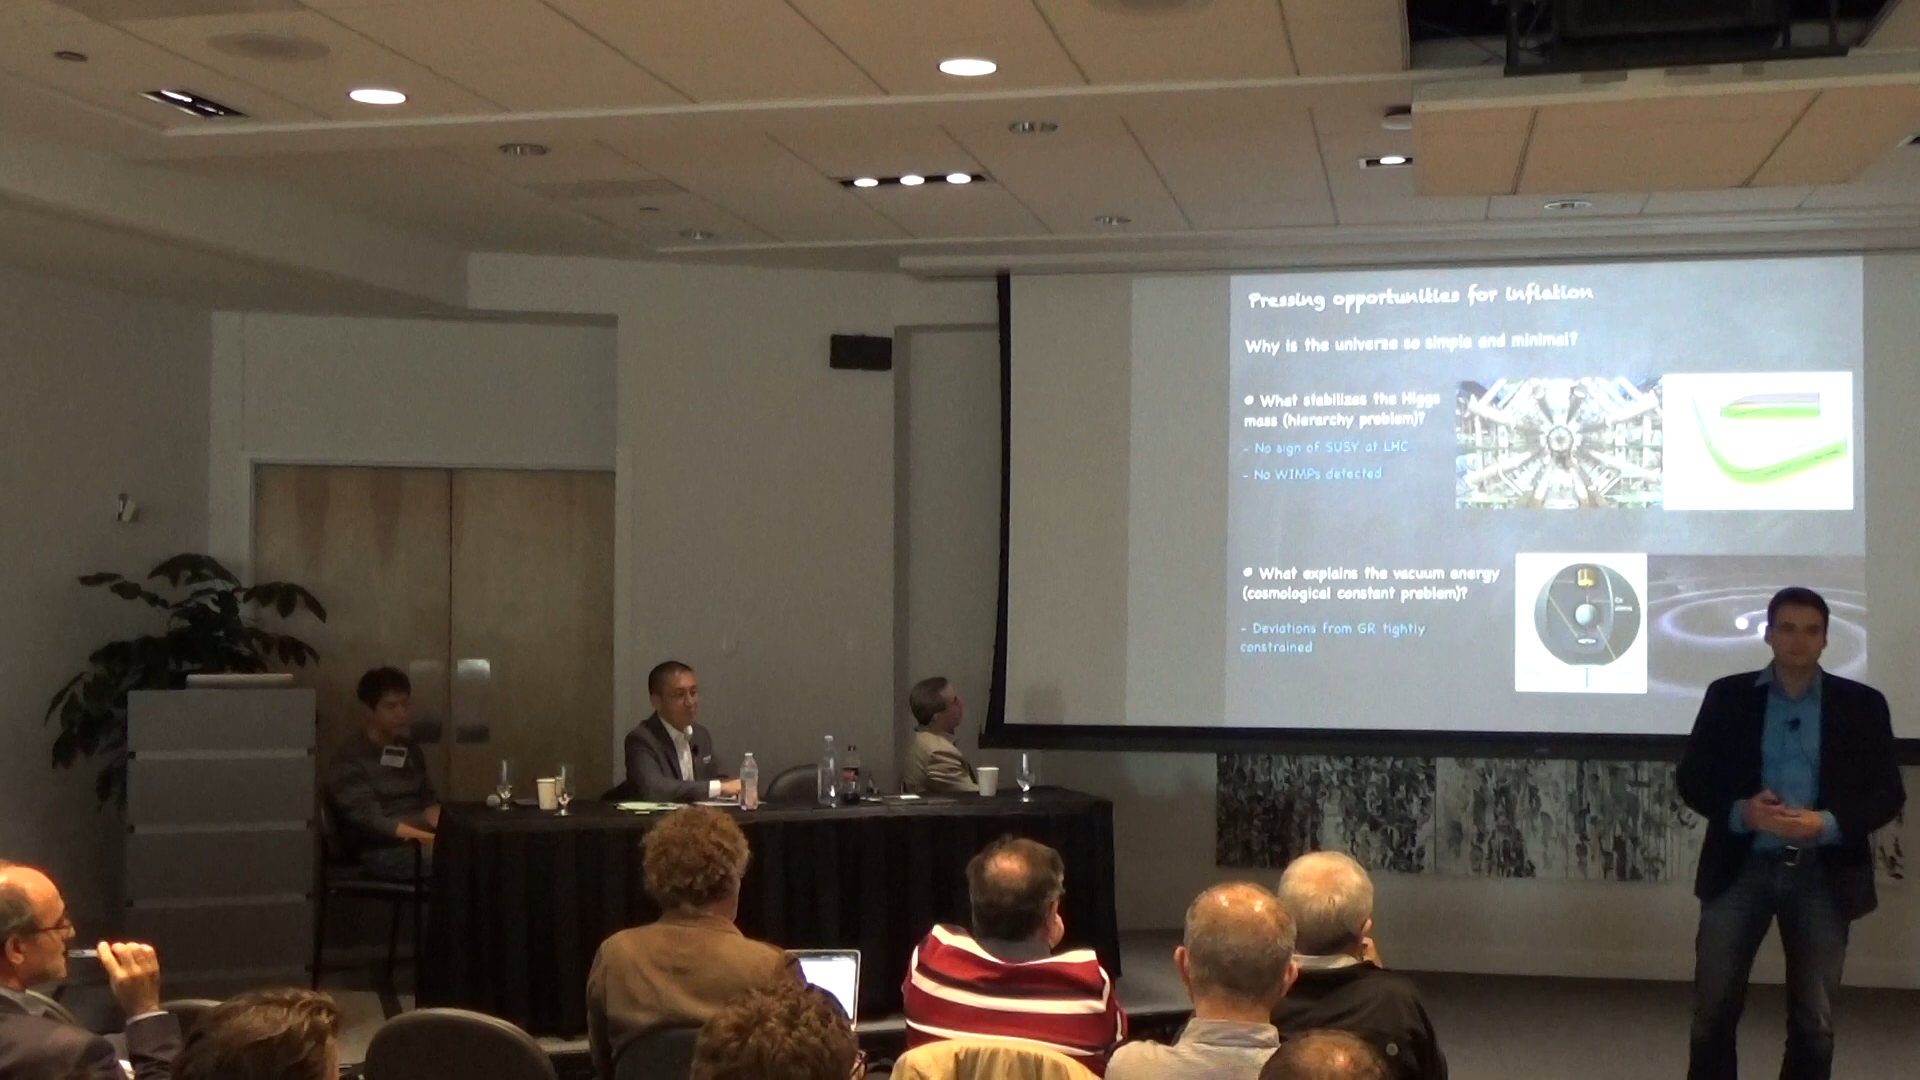 Pressing opportunities for inflation
Why is the universe so simple and minimal?
What stabilizes the Higgs
mass (hierarchy problem)?
- No sign of SUSY at LHC
- No WIMPs detected
What explains the vacuum energy
(cosmological constant problem)?
- Deviations from GR tightly
constrained